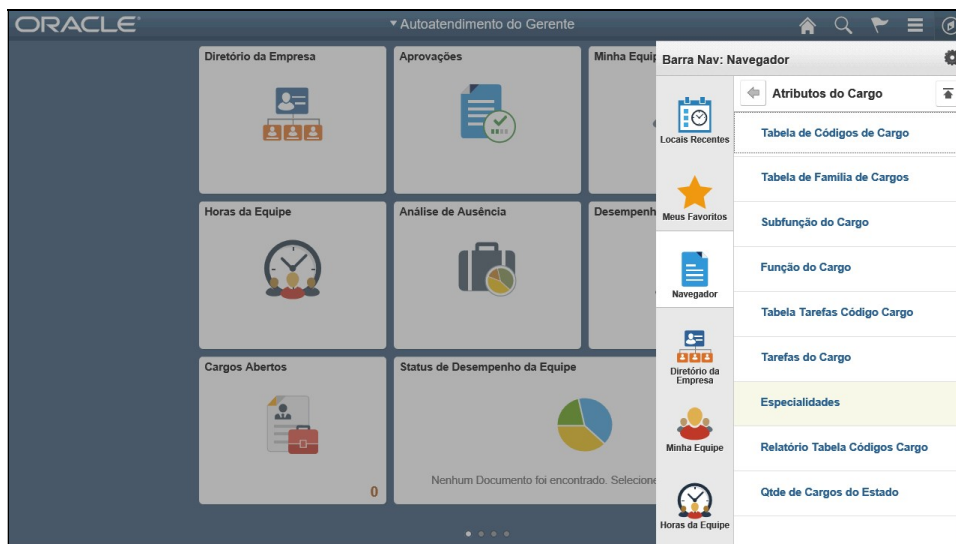 ORACLE
Autoatendimento do Gerente
Diretório da Empresa
Aprovações
Minha Equip
Horas da Equipe
Análise de Ausência
Desempenh
Cargos Abertos
0
Status de Desempenho da Equipe
Nenhum Documento foi encontrado. Selecione
Barra Nav: Navegador
Locais Recentes
Meus Favoritos
Navegador
Diretório da
Empresa
Minha Equipe
Horas da Equipe
Atributos do Cargo
Tabela de Códigos de Cargo
Tabela de Família de Cargos
Subfunção do Cargo
Função do Cargo
Tabela Tarefas Código Cargo
Tarefas do Cargo
Especialidades
Relatório Tabela Códigos Cargo
Qtde de Cargos do Estado